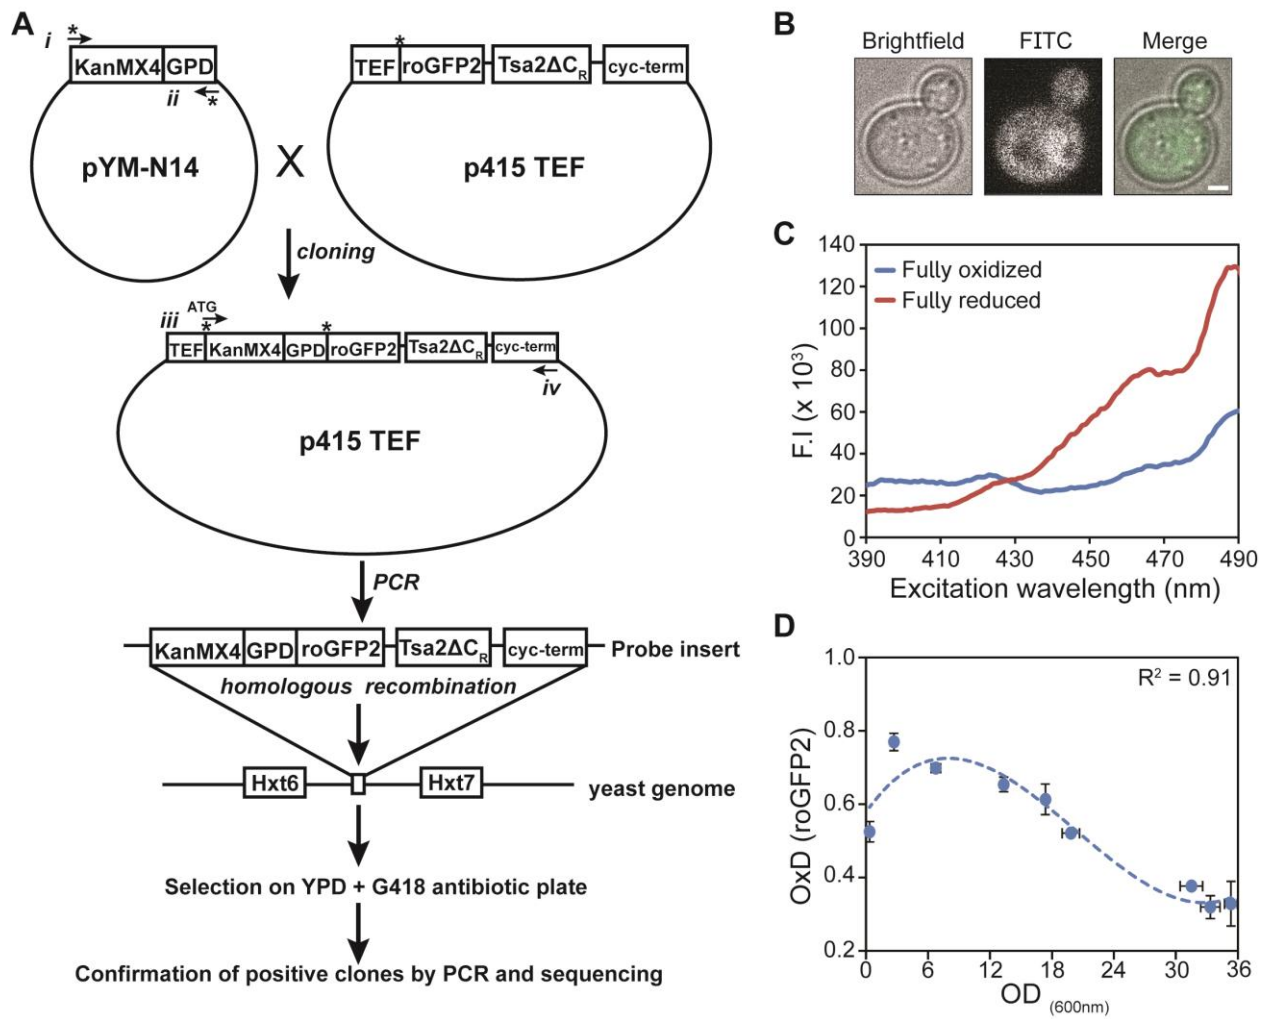 A
i
*
KanMX4 GPD
ii
*
pYM-N14
X
*
TEF roGFP2 Tsa2ΔCR cyc-term
p415 TEF
cloning
iii
ATG
*
*
TEF KanMX4 GPD roGFP2 Tsa2ΔCR cyc-term
iv
p415 TEF
PCR
KanMX4 GPD roGFP2 Tsa2ΔCR cyc-term
Probe insert
homologous recombination
Hxt6
Hxt7
yeast genome
Selection on YPD + G418 antibiotic plate
Confirmation of positive clones by PCR and sequencing
B
Brightfield
FITC
Merge
C
Fully oxidized
Fully reduced
F.I (x 10³)
140
120
100
80
60
40
20
0
390 410 430 450 470 490
Excitation wavelength (nm)
D
R² = 0.91
OxD (roGFP2)
1.0
0.8
0.6
0.4
0.2
0 6 12 18 24 30 36
OD (600nm)